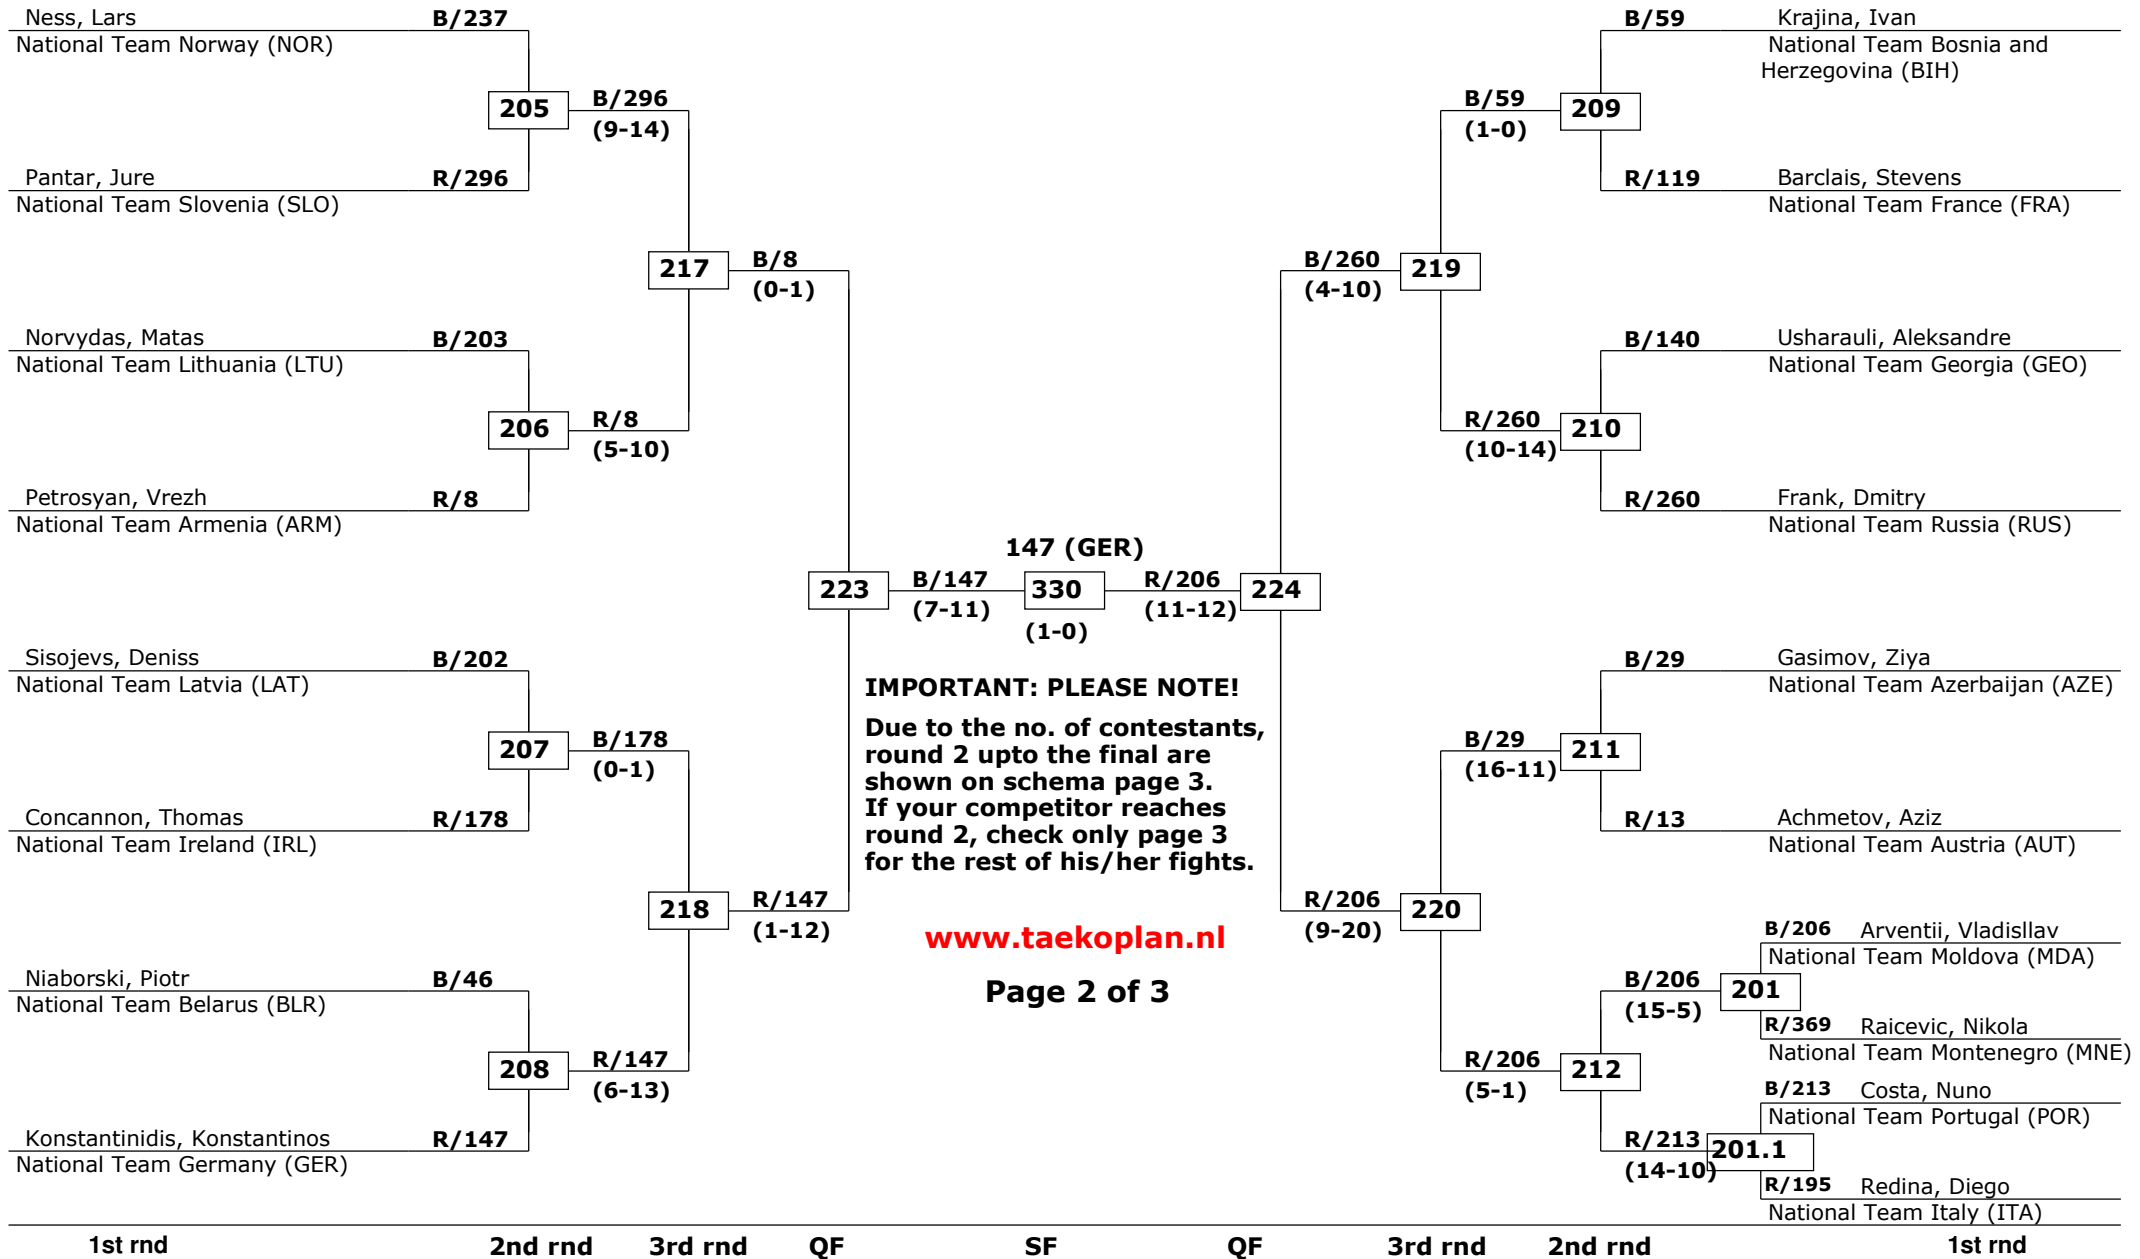 Ness, Lars B/237
National Team Norway (NOR)
205 B/296
(9-14)
Pantar, Jure R/296
National Team Slovenia (SLO)
217 B/8
(0-1)
Norvydas, Matas B/203
National Team Lithuania (LTU)
206 R/8
(5-10)
Petrosyan, Vrezh R/8
National Team Armenia (ARM)
223 B/147
(7-11)
Sisojevs, Deniss B/202
National Team Latvia (LAT)
207 B/178
(0-1)
Concannon, Thomas R/178
National Team Ireland (IRL)
218 R/147
(1-12)
Niaborski, Piotr B/46
National Team Belarus (BLR)
208 R/147
(6-13)
Konstantinidis, Konstantinos R/147
National Team Germany (GER)
147 (GER)
330
(1-0)
IMPORTANT: PLEASE NOTE!
Due to the no. of contestants,
round 2 upto the final are
shown on schema page 3.
If your competitor reaches
round 2, check only page 3
for the rest of his/her fights.
www.taekoplan.nl
Page 2 of 3
B/59 Krajina, Ivan
National Team Bosnia and
Herzegovina (BIH)
B/59 209
(1-0)
R/119 Barclais, Stevens
National Team France (FRA)
B/260 219
(4-10)
B/140 Usharauli, Aleksandre
National Team Georgia (GEO)
R/260 210
(10-14)
R/260 Frank, Dmitry
National Team Russia (RUS)
R/206 224
(11-12)
B/29 Gasimov, Ziya
National Team Azerbaijan (AZE)
B/29 211
(16-11)
R/13 Achmetov, Aziz
National Team Austria (AUT)
R/206 220
(9-20)
B/206 Arventii, Vladisllav
National Team Moldova (MDA)
B/206 201
(15-5)
R/369 Raicevic, Nikola
National Team Montenegro (MNE)
R/206 212
(5-1)
B/213 Costa, Nuno
National Team Portugal (POR)
R/213 201.1
(14-10)
R/195 Redina, Diego
National Team Italy (ITA)
1st rnd 2nd rnd 3rd rnd QF SF QF 3rd rnd 2nd rnd 1st rnd